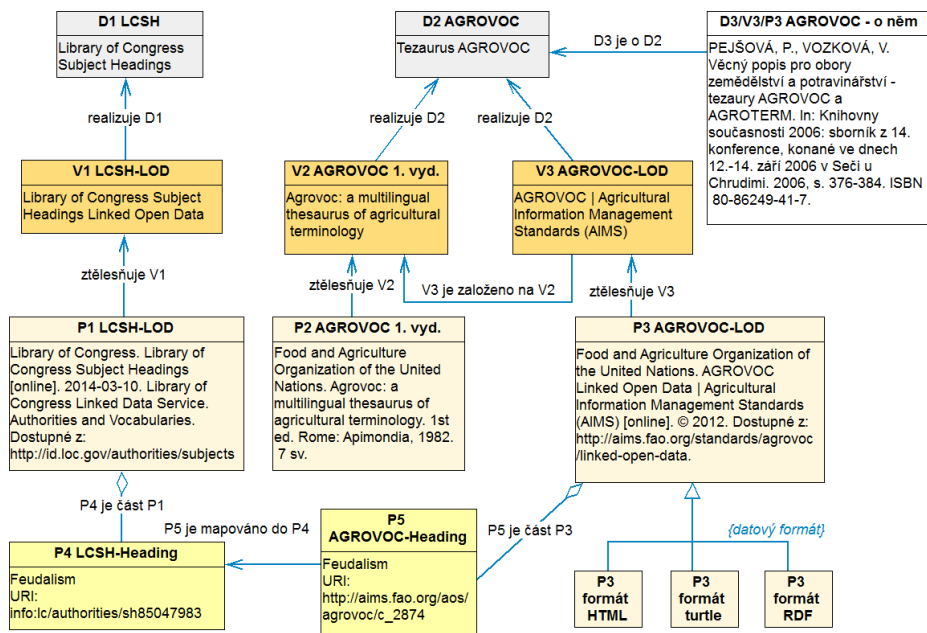 D1 LCSH
Library of Congress
Subject Headings
D2 AGROVOC
Tezaurus AGROVOC
D3/V3/P3 AGROVOC - o něm
PEJŠOVÁ, P., VOZKOVÁ, V.
Věcný popis pro obory
zemědělství a potravinářství -
tezaury AGROVOC a
AGROTERM. In: Knihovny
současnosti 2006: sborník z 14.
konference, konané ve dnech
12.-14. září 2006 v Seči u
Chrudimi. 2006, s. 376-384. ISBN
80-86249-41-7.
D3 je o D2
realizuje D1
realizuje D2
realizuje D2
V1 LCSH-LOD
Library of Congress Subject
Headings Linked Open Data
V2 AGROVOC 1. vyd.
Agrovoc: a multilingual
thesaurus of agricultural
terminology
V3 AGROVOC-LOD
AGROVOC | Agricultural
Information Management
Standards (AIMS)
ztělesňuje V1
ztělesňuje V2
V3 je založeno na V2
ztělesňuje V3
P1 LCSH-LOD
Library of Congress. Library of
Congress Subject Headings
[online]. 2014-03-10. Library of
Congress Linked Data Service.
Authorities and Vocabularies.
Dostupné z:
http://id.loc.gov/authorities/subjects
P2 AGROVOC 1. vyd.
Food and Agriculture
Organization of the United
Nations. Agrovoc: a
multilingual thesaurus of
agricultural terminology. 1st
ed. Rome: Apimondia, 1982.
7 sv.
P3 AGROVOC-LOD
Food and Agriculture Organization of
the United Nations. AGROVOC
Linked Open Data | Agricultural
Information Management Standards
(AIMS) [online]. © 2012. Dostupné z:
http://aims.fao.org/standards/agrovoc
/linked-open-data.
P4 je část P1
P5 je mapováno do P4
P5 je část P3
{datový formát}
P4 LCSH-Heading
Feudalism
URI:
info:lc/authorities/sh85047983
P5
AGROVOC-Heading
Feudalism
URI:
http://aims.fao.org/aos/
agrovoc/c_2874
P3
formát
HTML
P3
formát
turtle
P3
formát
RDF